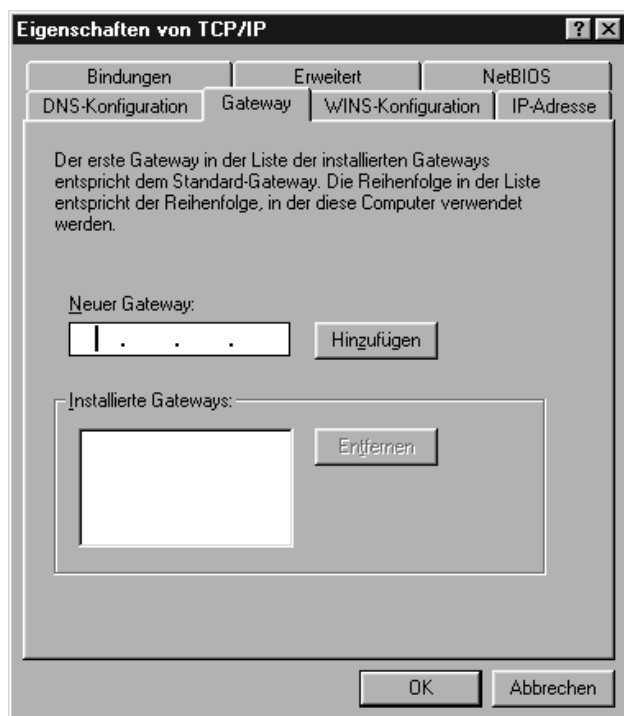 Eigenschaften von TCP/IP
Bindungen Erweitert NetBIOS
DNS-Konfiguration Gateway WINS-Konfiguration IP-Adresse
Der erste Gateway in der Liste der installierten Gateways
entspricht dem Standard-Gateway. Die Reihenfolge in der Liste
entspricht der Reihenfolge, in der diese Computer verwendet
werden.
Neuer Gateway:
. . . Hinzufügen
Installierte Gateways:
Entfernen
OK Abbrechen